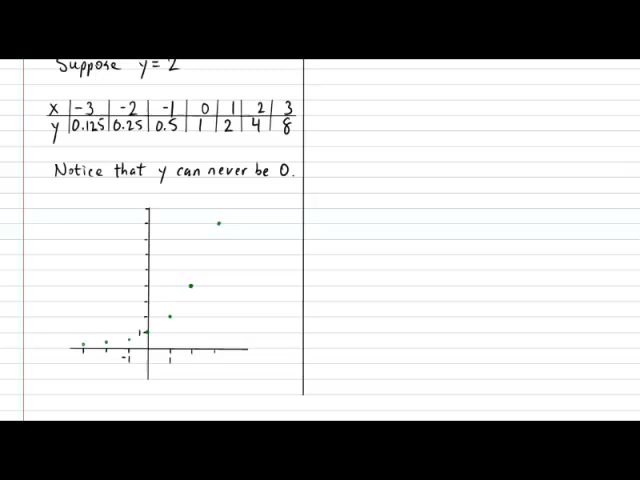 Suppose y = 2
x -3 -2 -1 0 1 2 3
y 0.125 0.25 0.5 1 2 4 8
Notice that y can never be 0.
1
-1 1